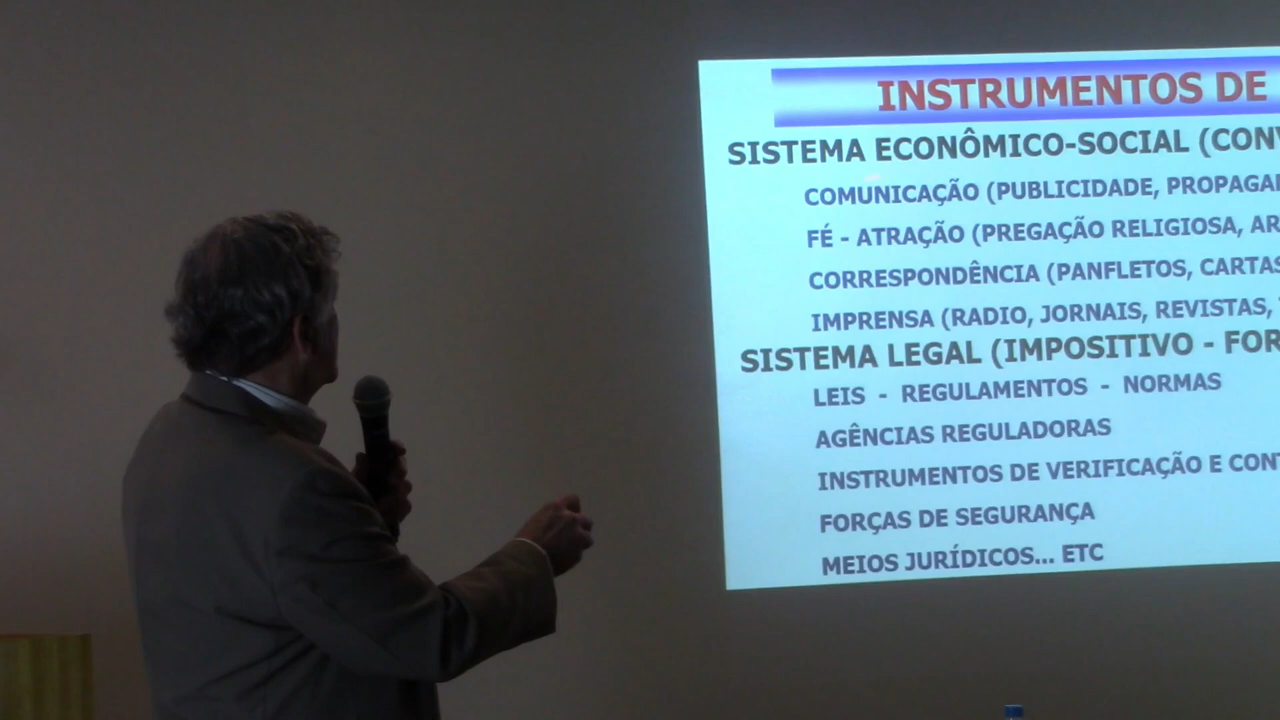 INSTRUMENTOS DE
SISTEMA ECONÔMICO-SOCIAL (CONV
COMUNICAÇÃO (PUBLICIDADE, PROPAGAN
FÉ - ATRAÇÃO (PREGAÇÃO RELIGIOSA, AR
CORRESPONDÊNCIA (PANFLETOS, CARTAS
IMPRENSA (RADIO, JORNAIS, REVISTAS,
SISTEMA LEGAL (IMPOSITIVO - FOR
LEIS - REGULAMENTOS - NORMAS
AGÊNCIAS REGULADORAS
INSTRUMENTOS DE VERIFICAÇÃO E CONT
FORÇAS DE SEGURANÇA
MEIOS JURÍDICOS... ETC